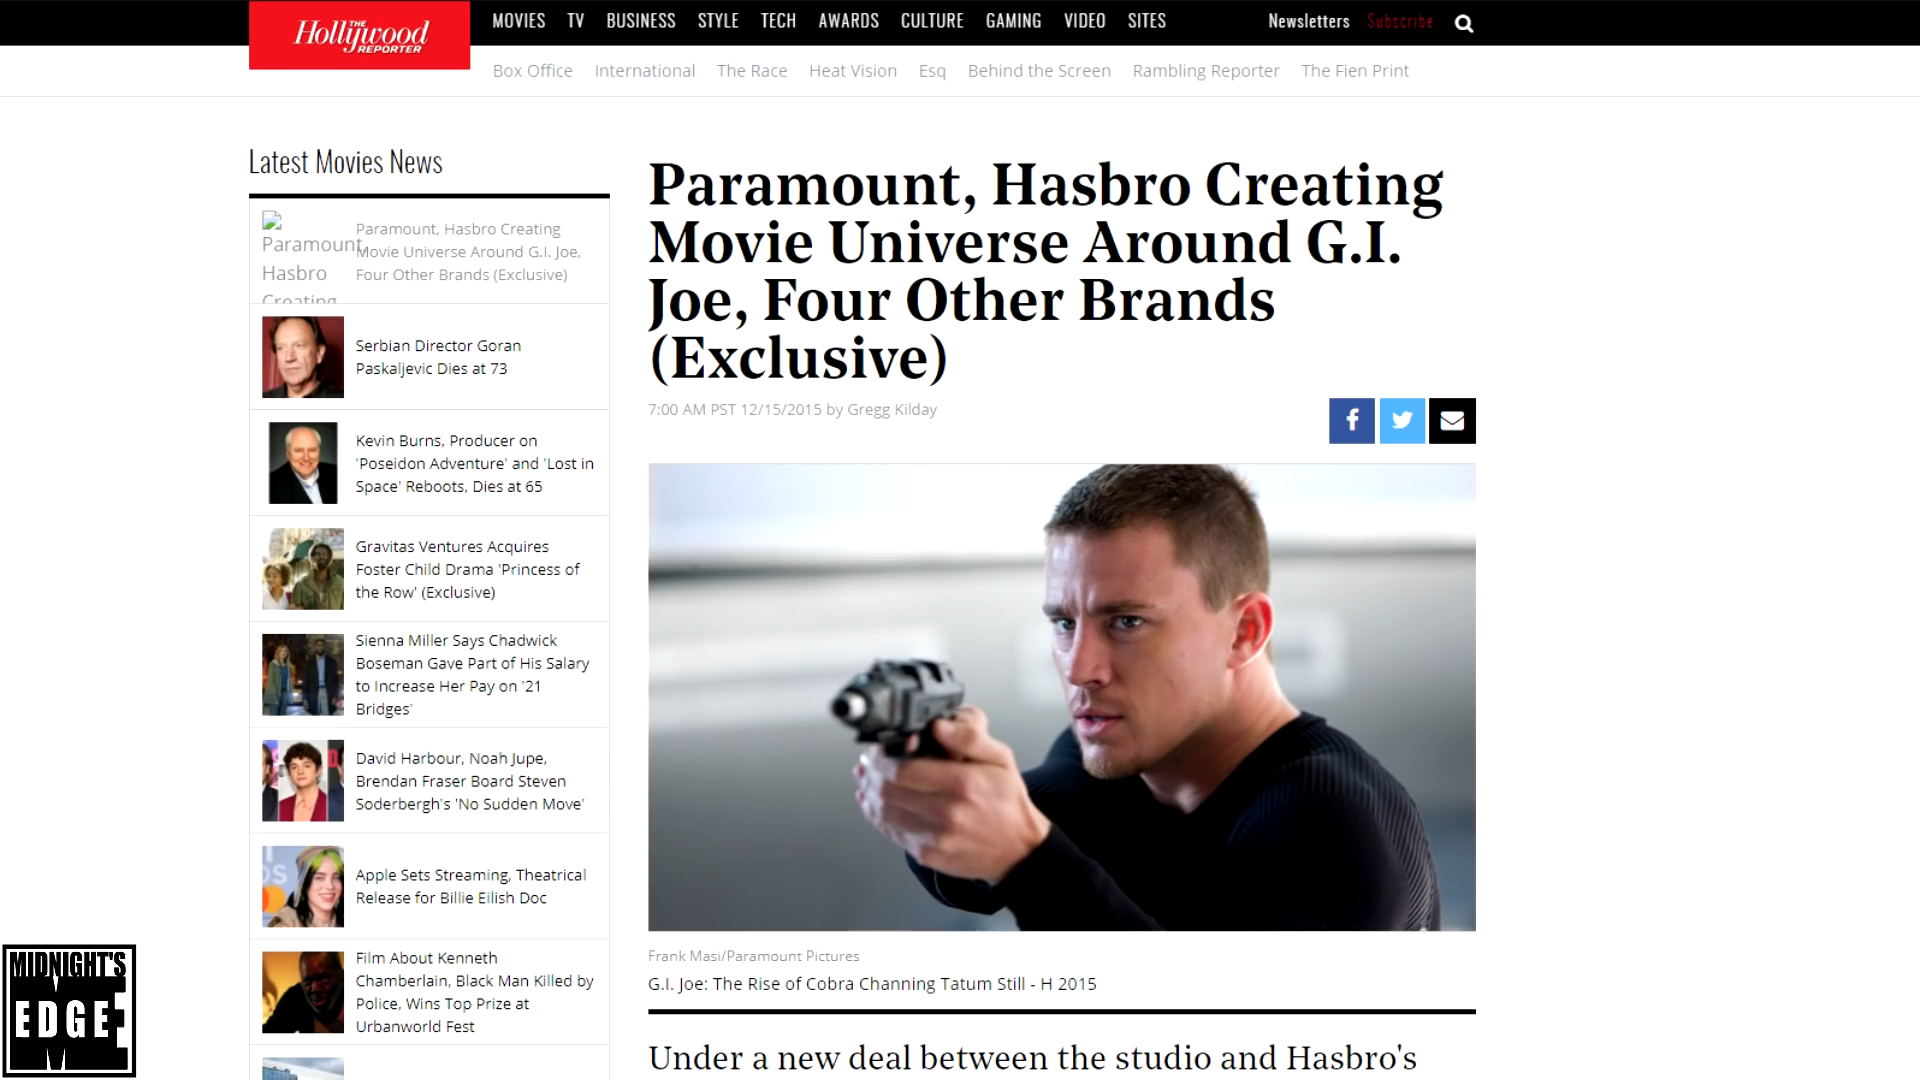 The Hollywood REPORTER
MOVIES TV BUSINESS STYLE TECH AWARDS CULTURE GAMING VIDEO SITES Newsletters Subscribe
Box Office International The Race Heat Vision Esq Behind the Screen Rambling Reporter The Fien Print
Latest Movies News
Paramount,
Hasbro
Creating
Paramount, Hasbro Creating
Movie Universe Around G.I. Joe,
Four Other Brands (Exclusive)
Serbian Director Goran
Paskaljevic Dies at 73
Kevin Burns, Producer on
'Poseidon Adventure' and 'Lost in
Space' Reboots, Dies at 65
Gravitas Ventures Acquires
Foster Child Drama 'Princess of
the Row' (Exclusive)
Sienna Miller Says Chadwick
Boseman Gave Part of His Salary
to Increase Her Pay on '21
Bridges'
David Harbour, Noah Jupe,
Brendan Fraser Board Steven
Soderbergh's 'No Sudden Move'
Apple Sets Streaming, Theatrical
Release for Billie Eilish Doc
Film About Kenneth
Chamberlain, Black Man Killed by
Police, Wins Top Prize at
Urbanworld Fest
Paramount, Hasbro Creating
Movie Universe Around G.I.
Joe, Four Other Brands
(Exclusive)
7:00 AM PST 12/15/2015 by Gregg Kilday
Frank Masi/Paramount Pictures
G.I. Joe: The Rise of Cobra Channing Tatum Still - H 2015
Under a new deal between the studio and Hasbro's
MIDNIGHT'S
EDGE